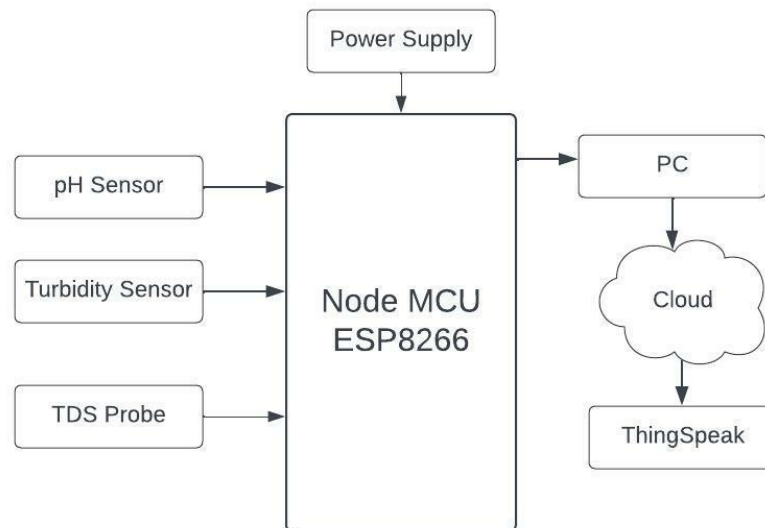 Power Supply
pH Sensor
Turbidity Sensor
TDS Probe
Node MCU
ESP8266
PC
Cloud
ThingSpeak